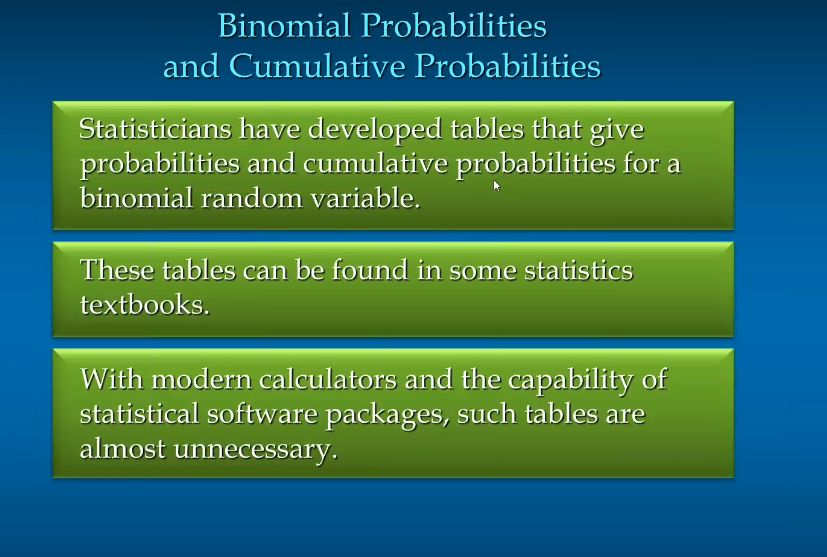 Binomial Probabilities
and Cumulative Probabilities
Statisticians have developed tables that give
probabilities and cumulative probabilities for a
binomial random variable.
These tables can be found in some statistics
textbooks.
With modern calculators and the capability of
statistical software packages, such tables are
almost unnecessary.